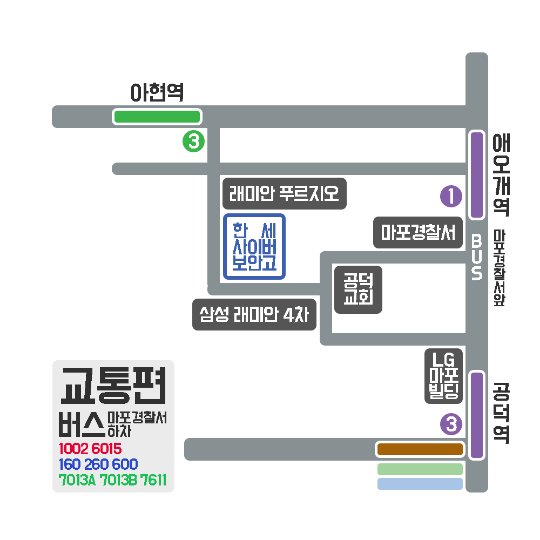 아현역
3
애오개역
1
래미안 푸르지오
한 세
사이버
보안고
마포경찰서
BUS
마포경찰서앞
공덕
교회
삼성 래미안 4차
LG
마포
빌딩
공덕역
3
교통편
버스 마포경찰서
하차
1002 6015
160 260 600
7013A 7013B 7611